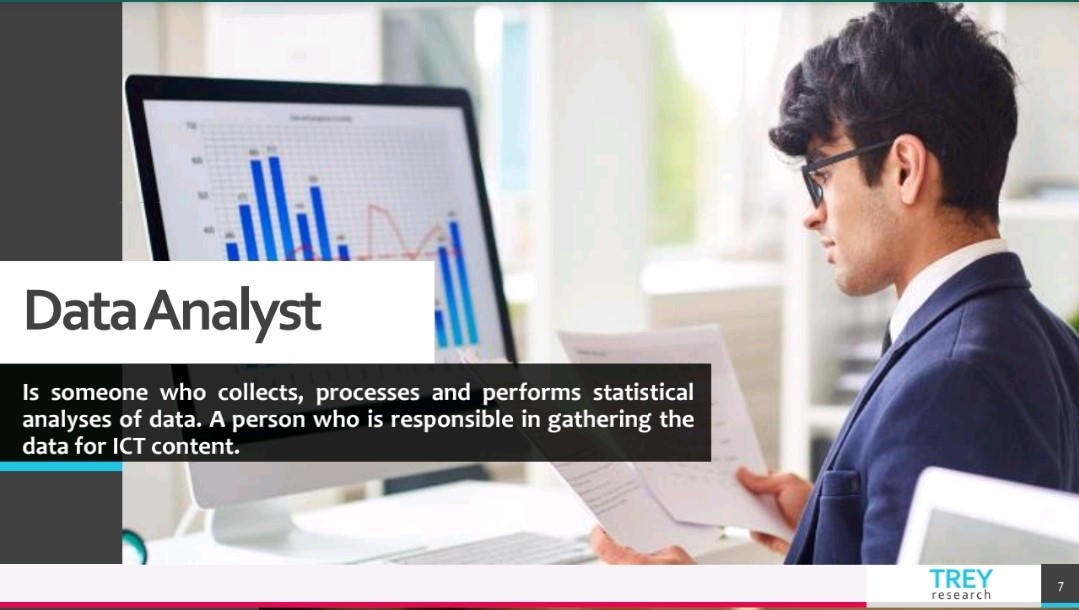 Data Analyst
Is someone who collects, processes and performs statistical
analyses of data. A person who is responsible in gathering the
data for ICT content.
TREY
research
7